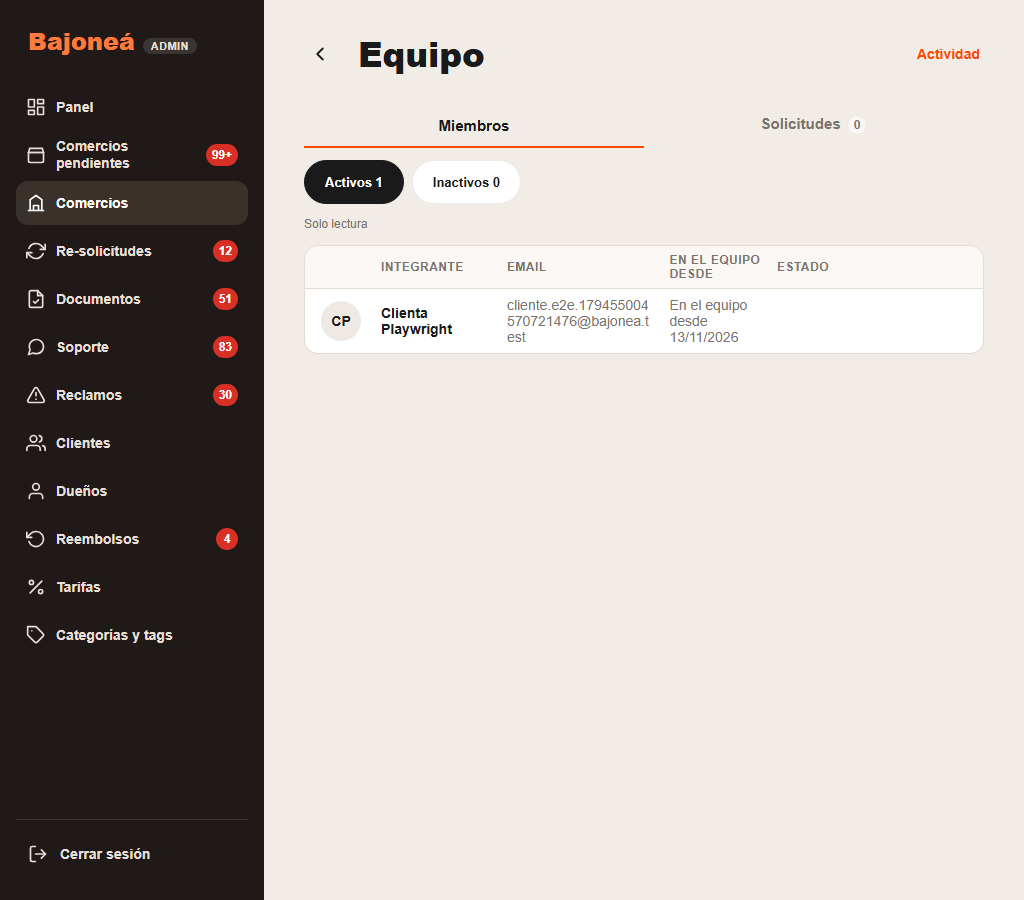 Bajoneá ADMIN
Panel
Comercios
pendientes
99+
Comercios
Re-solicitudes 12
Documentos 51
Soporte 83
Reclamos 30
Clientes
Dueños
Reembolsos 4
Tarifas
Categorías y tags
Cerrar sesión
Equipo
Actividad
Miembros
Solicitudes 0
Activos 1
Inactivos 0
Solo lectura
INTEGRANTE
EMAIL
EN EL EQUIPO
DESDE
ESTADO
CP
Clienta
Playwright
cliente.e2e.179455004
570721476@bajonea.t
est
En el equipo
desde
13/11/2026